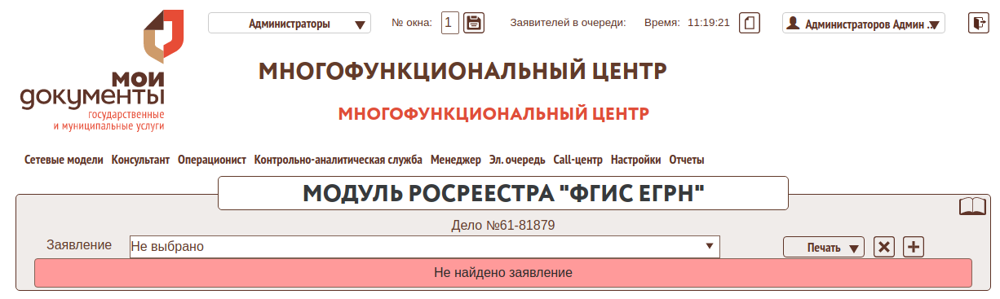 Администраторы
№ окна: 1
Заявителей в очереди:
Время: 11:19:21
Администраторов Админ ..
мои
документы
государственные
и муниципальные услуги
МНОГОФУНКЦИОНАЛЬНЫЙ ЦЕНТР
МНОГОФУНКЦИОНАЛЬНЫЙ ЦЕНТР
Сетевые модели Консультант Операционист Контрольно-аналитическая служба Менеджер Эл. очередь Call-центр Настройки Отчеты
МОДУЛЬ РОСРЕЕСТРА "ФГИС ЕГРН"
Дело №61-81879
Заявление Не выбрано Печать
Не найдено заявление